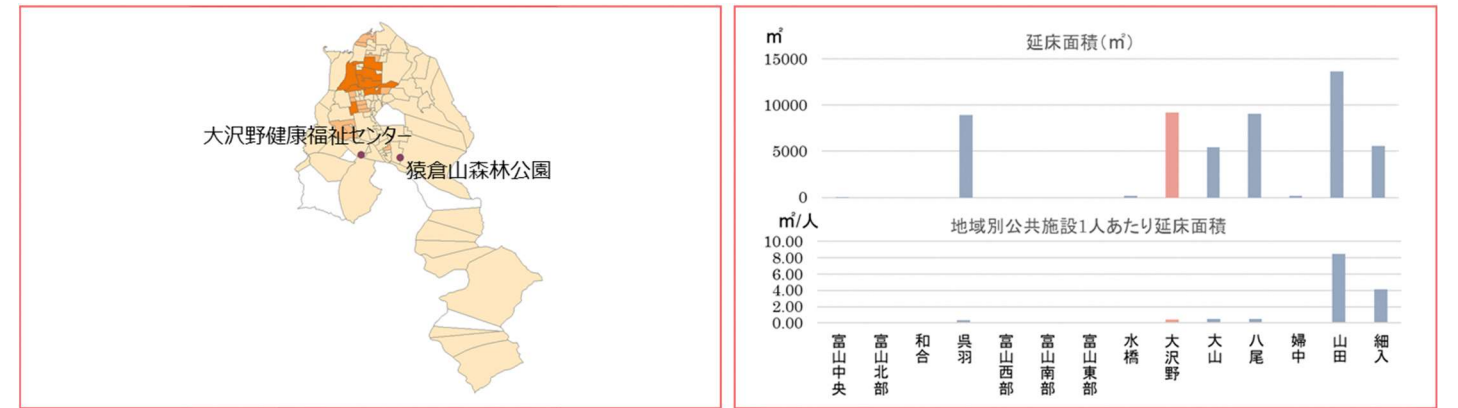 大沢野健康福祉センター
猿倉山森林公園
㎡
延床面積(㎡)
15000
10000
5000
0
㎡/人
地域別公共施設1人あたり延床面積
10.00
8.00
6.00
4.00
2.00
0.00
富山中央
富山北部
和合
呉羽
富山西部
富山南部
富山東部
水橋
大沢野
大山
八尾
婦中
山田
細入